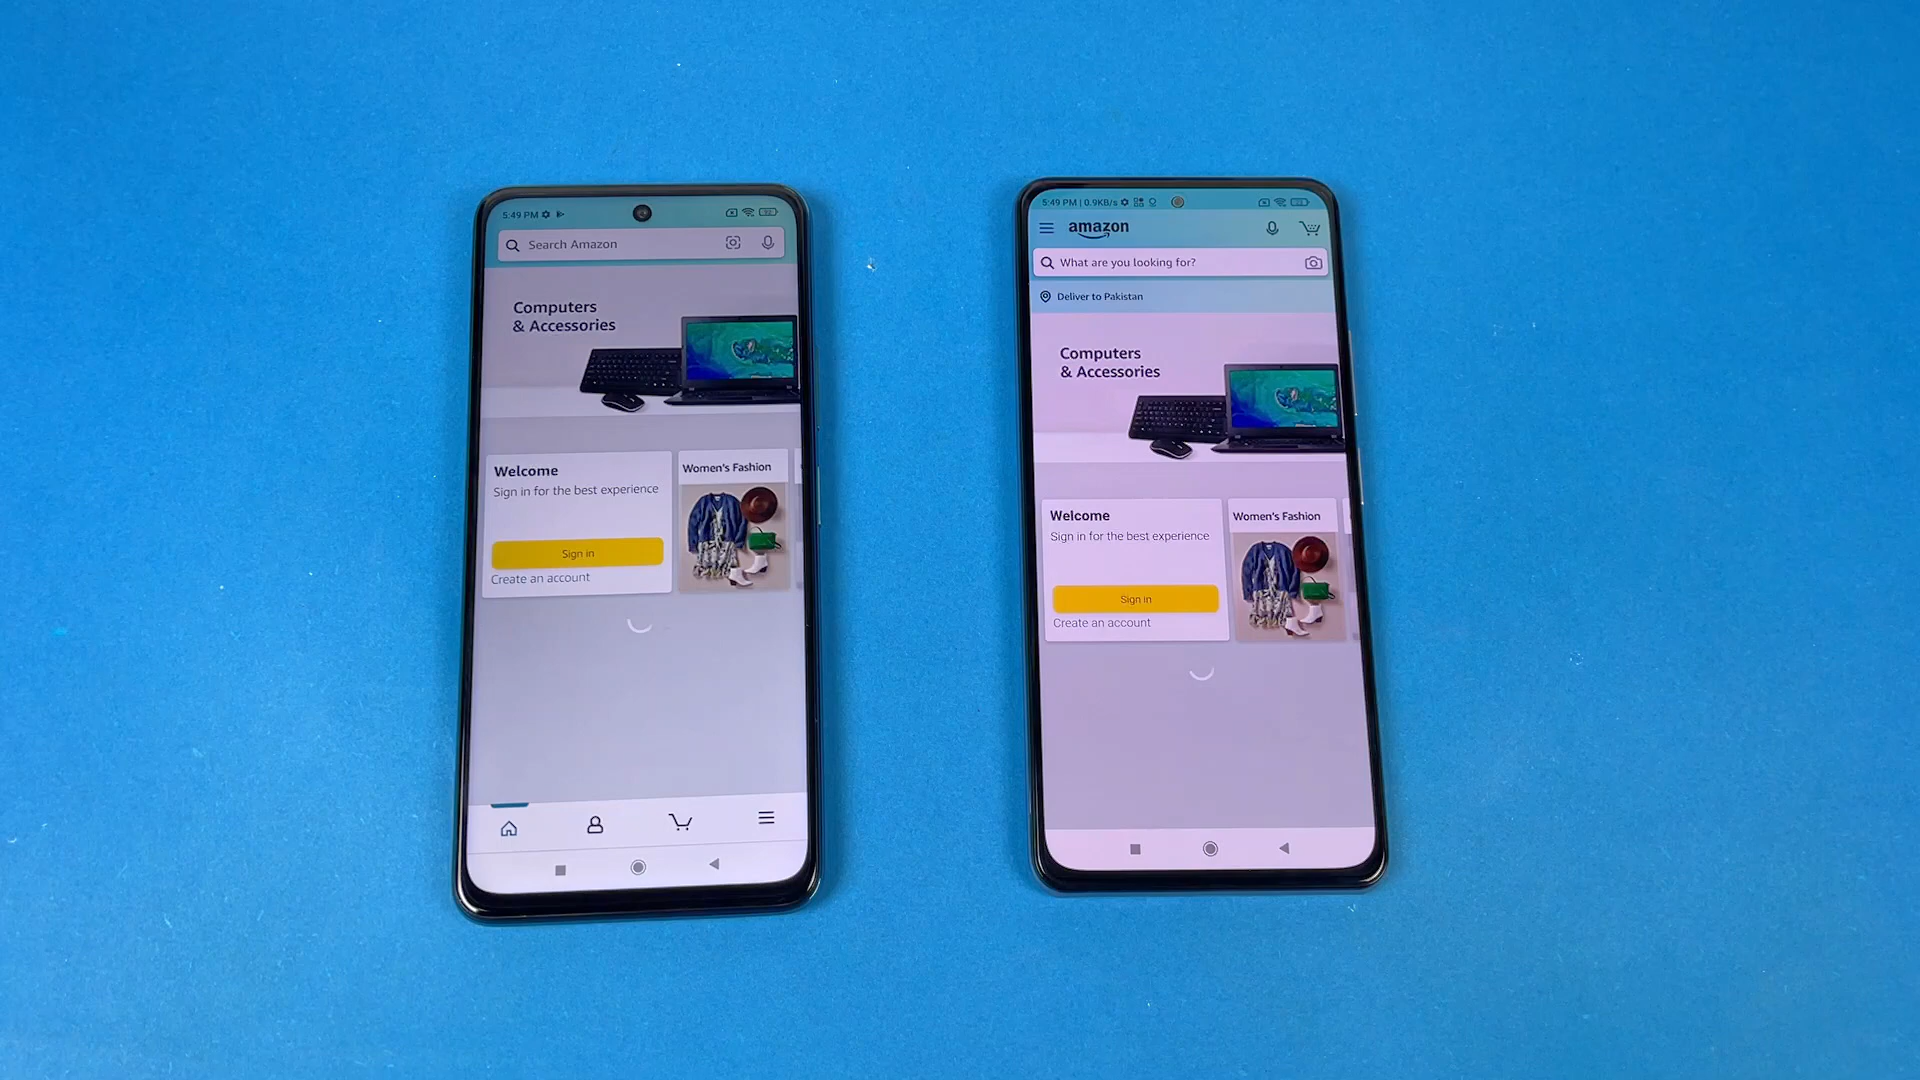 5:49 PM
Search Amazon
Computers
& Accessories
Welcome
Sign in for the best experience
Sign in
Create an account
Women's Fashion
5:49 PM | 0.9KB/s
amazon
What are you looking for?
Deliver to Pakistan
Computers
& Accessories
Welcome
Sign in for the best experience
Sign in
Create an account
Women's Fashion